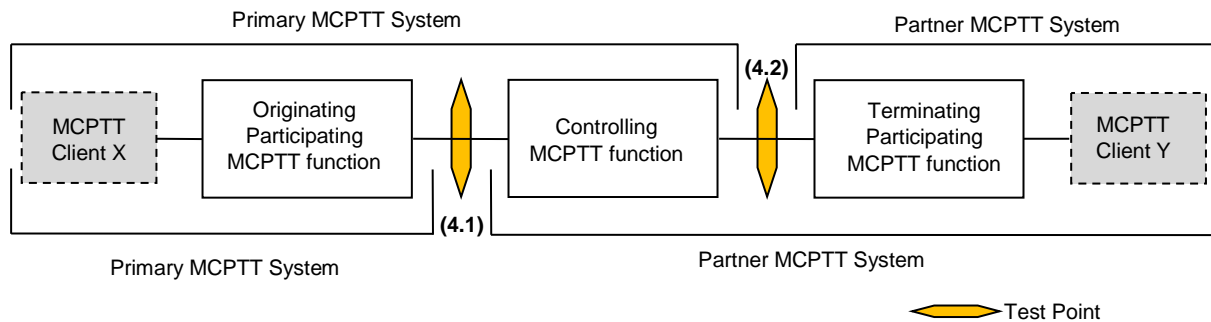 Primary MCPTT System
Partner MCPTT System
(4.2)
MCPTT
Client X
Originating
Participating
MCPTT function
Controlling
MCPTT function
Terminating
Participating
MCPTT function
MCPTT
Client Y
(4.1)
Primary MCPTT System
Partner MCPTT System
Test Point